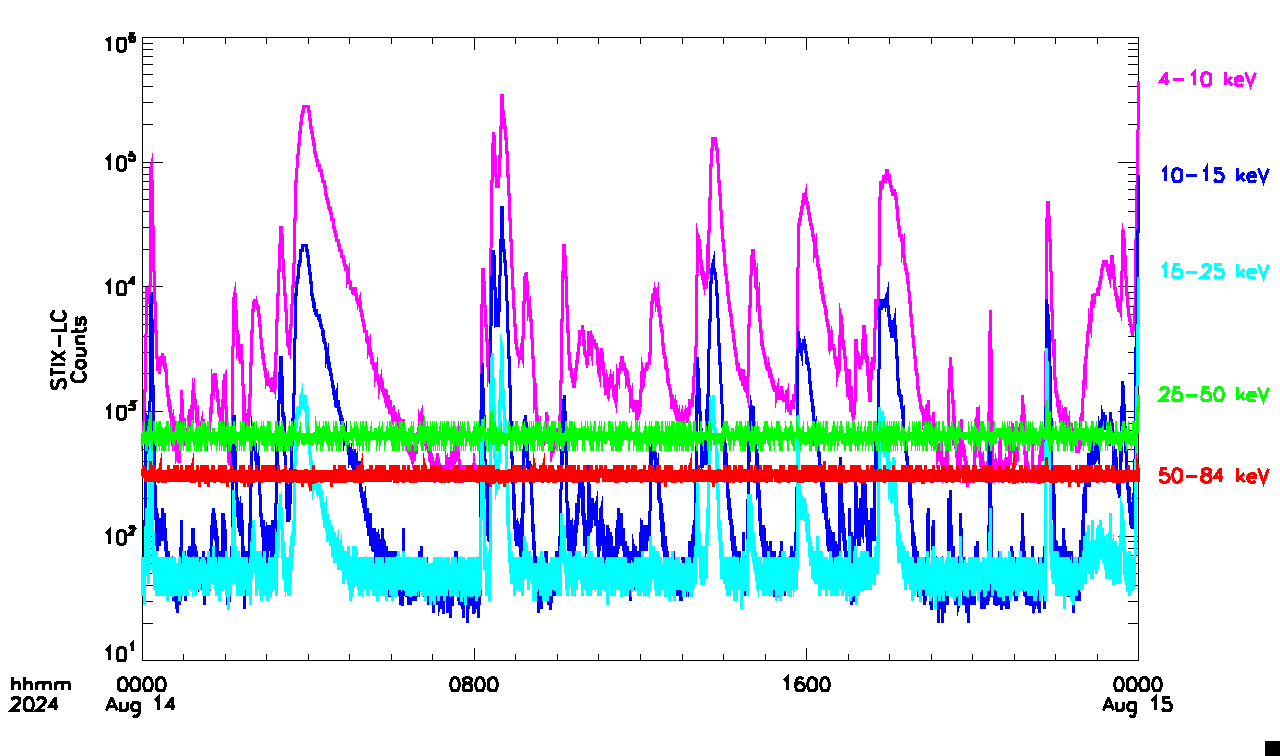 10⁶
4-10 keV
10⁵
10-15 keV
15-25 keV
10⁴
STIX-LC
Counts
10³
25-50 keV
50-84 keV
10²
10¹
hhmm 0000 0800 1600 0000
2024 Aug 14 Aug 15